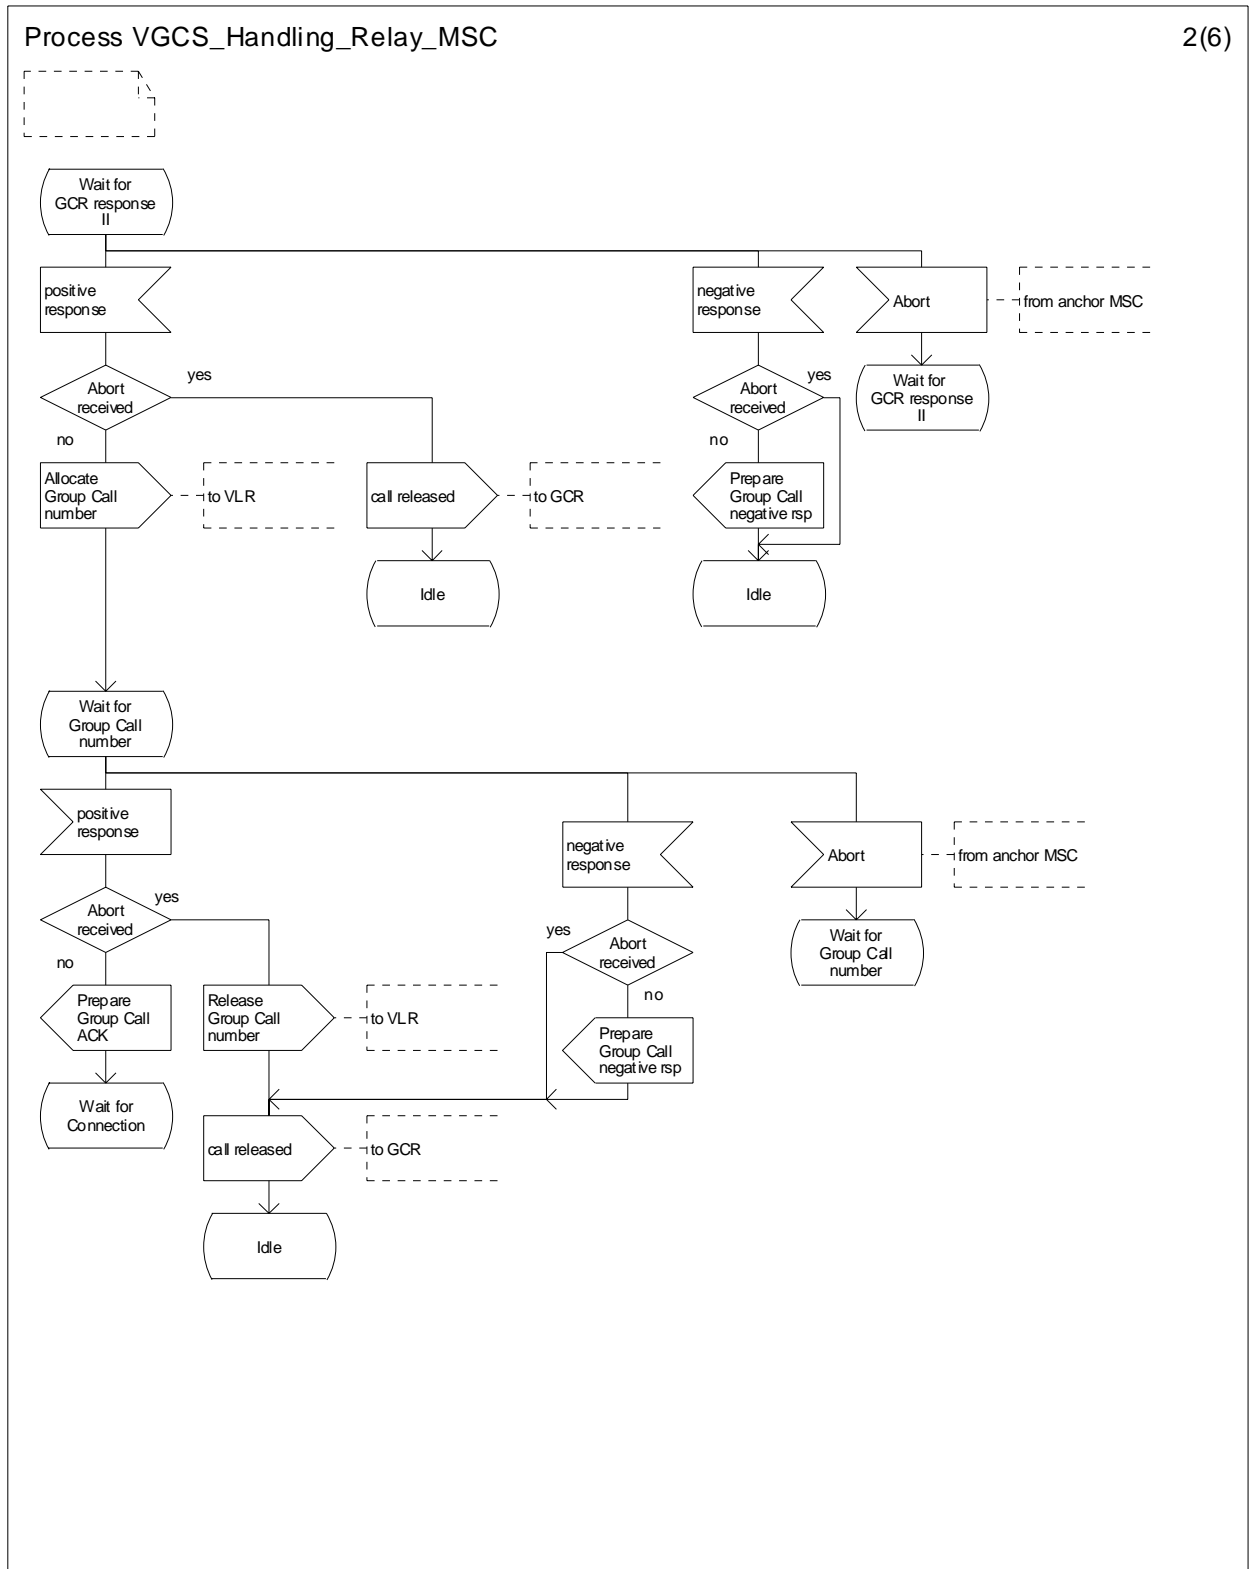 Process VGCS_Handling_Relay_MSC
2(6)
Wait for
GCR response
II
positive
response
negative
response
Abort
from anchor MSC
Abort
received
yes
no
Abort
received
yes
no
Wait for
GCR response
II
Allocate
Group Call
number
to VLR
call released
to GCR
Prepare
Group Call
negative rsp
Idle
Idle
Wait for
Group Call
number
positive
response
negative
response
Abort
from anchor MSC
Abort
received
yes
no
Abort
received
yes
no
Wait for
Group Call
number
Prepare
Group Call
ACK
Release
Group Call
number
to VLR
Prepare
Group Call
negative rsp
Wait for
Connection
call released
to GCR
Idle